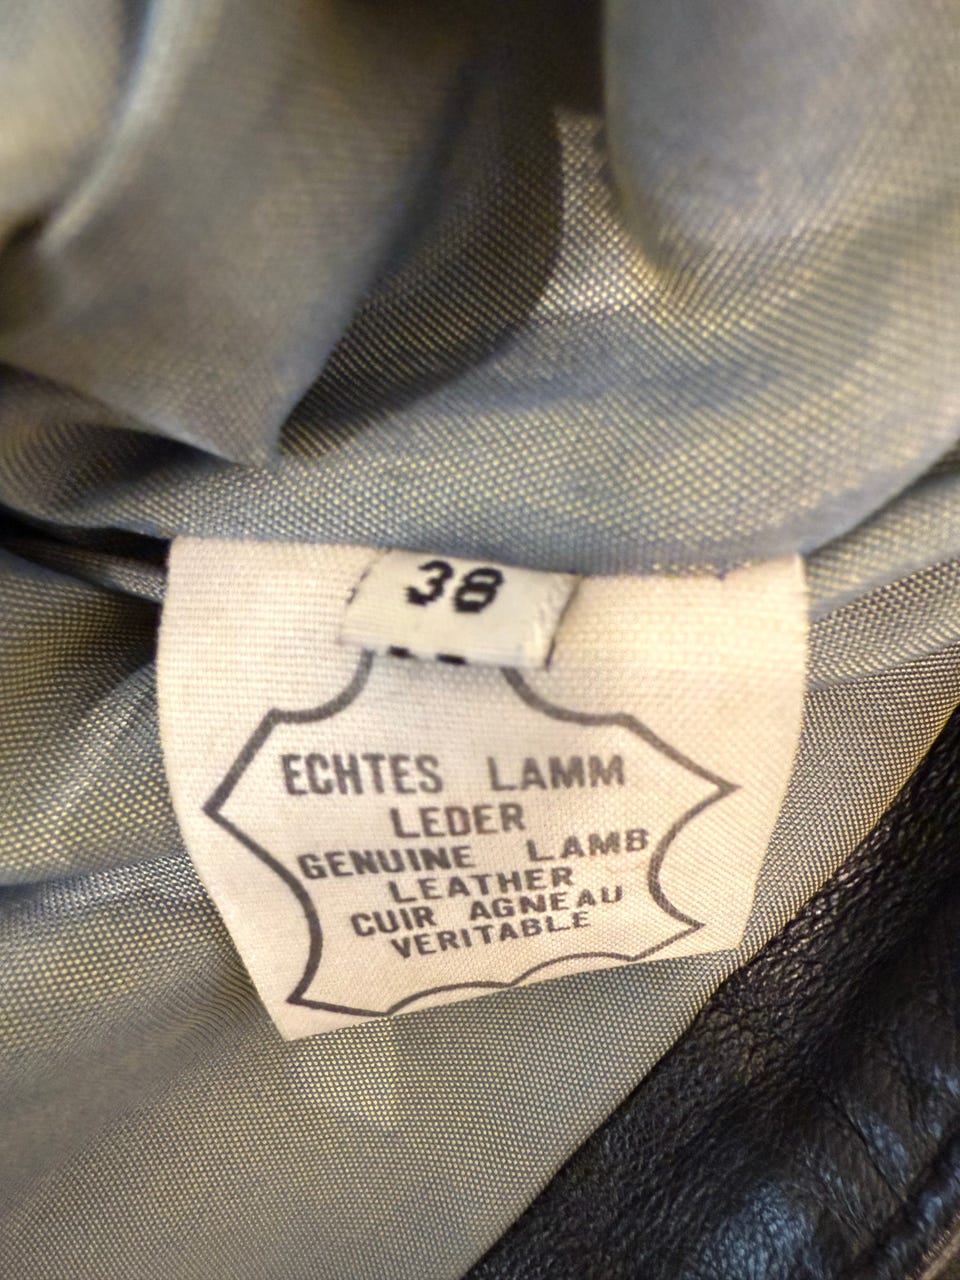 38
ECHTES LAMM
LEDER
GENUINE LAMB
LEATHER
CUIR AGNEAU
VERITABLE